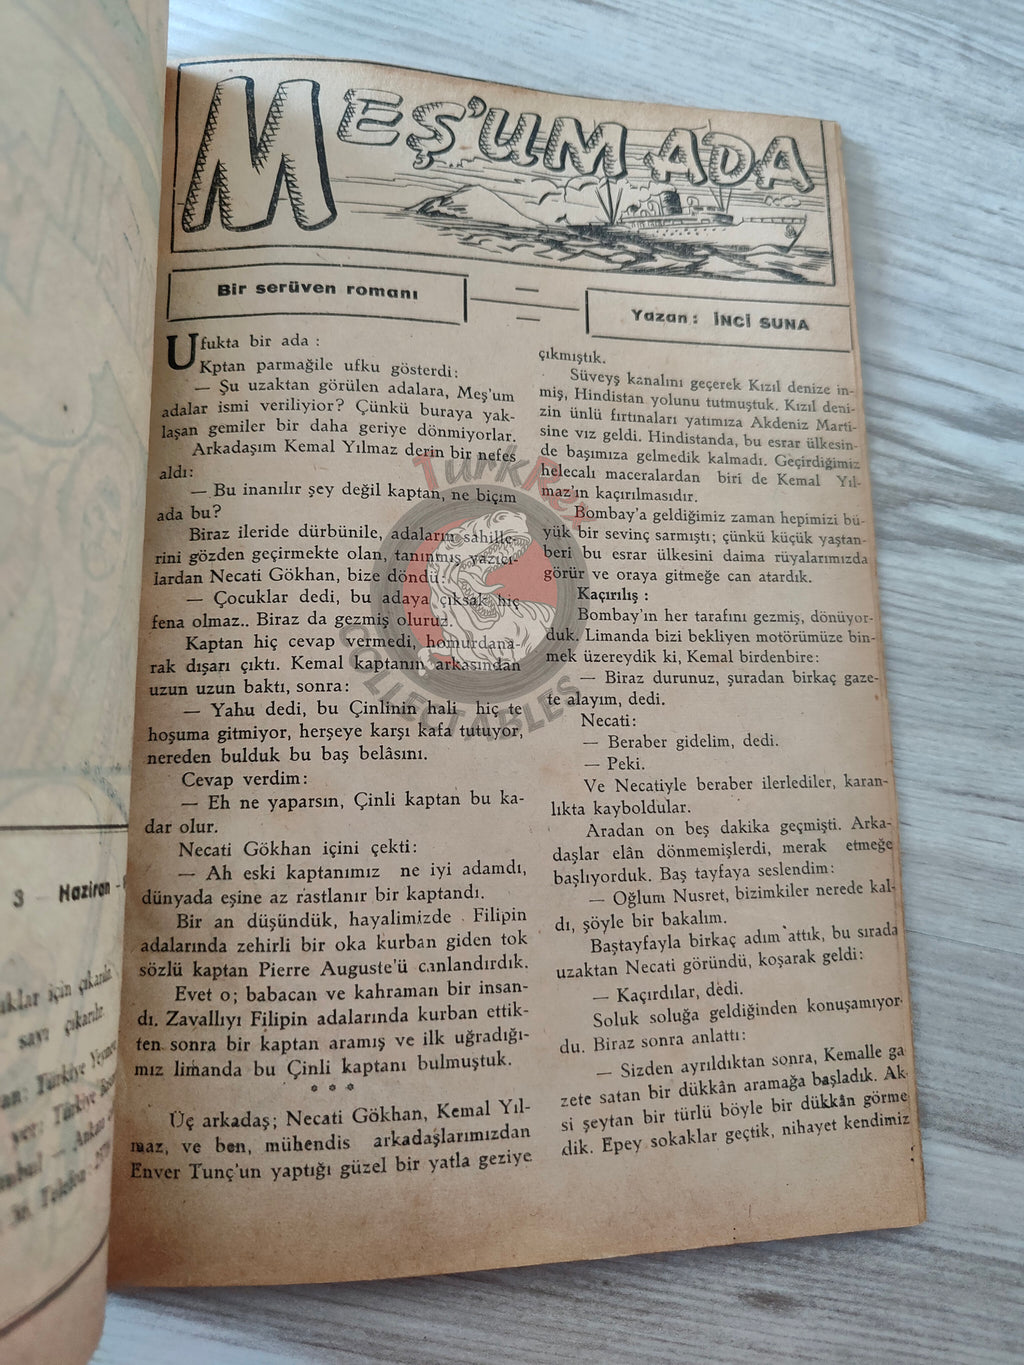 MEŞ'UM ADA
Bir serüven romanı
Yazan: İNCİ SUNA
Ufukta bir ada :
Kptan parmağile ufku gösterdi:
— Şu uzaktan görülen adalara, Meş'um
adalar ismi veriliyior? Çünkü buraya yak-
laşan gemiler bir daha geriye dönmiyorlar.
Arkadaşım Kemal Yılmaz derin bir nefes
aldı:
— Bu inanılır şey değil kaptan, ne biçim
ada bu?
Biraz ileride dürbünile, adaların sahille-
rini gözden geçirmekte olan, tanınmış yazıcı-
lardan Necati Gökhan, bize döndü:
— Çocuklar dedi, bu adaya çıksak hiç
fena olmaz.. Biraz da gezmiş oluruz.
Kaptan hiç cevap vermedi, homurdana-
rak dışarı çıktı. Kemal kaptanın arkasından
uzun uzun baktı, sonra:
— Yahu dedi, bu Çinlinin hali hiç te
hoşuma gitmiyor, herşeye karşı kafa tutuyor,
nereden bulduk bu baş belâsını.
Cevap verdim:
— Eh ne yaparsın, Çinli kaptan bu ka-
dar olur.
Necati Gökhan içini çekti:
— Ah eski kaptanımız ne iyi adamdı,
dünyada eşine az rastlanır bir kaptandı.
Bir an düşündük, hayalimizde Filipin
adalarında zehirli bir oka kurban giden tok
sözlü kaptan Pierre Auguste'ü canlandırdık.
Evet o; babacan ve kahraman bir insan-
dı. Zavallıyı Filipin adalarında kurban ettik-
ten sonra bir kaptan aramış ve ilk uğradığı-
mız limanda bu Çinli kaptanı bulmuştuk.
* * *
Üç arkadaş; Necati Gökhan, Kemal Yıl-
maz, ve ben, mühendis arkadaşlarımızdan
Enver Tunç'un yaptığı güzel bir yatla geziye
çıkmıştık.
Süveyş kanalını geçerek Kızıl denize in-
miş, Hindistan yolunu tutmuştuk. Kızıl deni-
zin ünlü fırtınaları yatımıza Akdeniz Marti-
sine vız geldi. Hindistanda, bu esrar ülkesin-
de başımıza gelmedik kalmadı. Geçirdiğimiz
helecalı maceralardan biri de Kemal Yıl-
maz'ın kaçırılmasıdır.
Bombay'a geldiğimiz zaman hepimizi bü-
yük bir sevinç sarmıştı; çünkü küçük yaştan-
beri bu esrar ülkesini daima rüyalarımızda
görür ve oraya gitmeğe can atardık.
Kaçırılış :
Bombay'ın her tarafını gezmiş, dönüyor-
duk. Limanda bizi bekliyen motörümüze bin-
mek üzereydik ki, Kemal birdenbire:
— Biraz durunuz, şuradan birkaç gaze-
te alayım, dedi.
Necati:
— Beraber gidelim, dedi.
— Peki.
Ve Necatiyle beraber ilerlediler, karan-
lıkta kayboldular.
Aradan on beş dakika geçmişti. Arka-
daşlar elân dönmemişlerdi, merak etmeğe
başlıyorduk. Baş tayfaya seslendim:
— Oğlum Nusret, bizimkiler nerede kal-
dı, şöyle bir bakalım.
Baştayfayla birkaç adım attık, bu sırada
uzaktan Necati göründü, koşarak geldi:
— Kaçırdılar, dedi.
Soluk soluğa geldiğinden konuşamıyor-
du. Biraz sonra anlattı:
— Sizden ayrıldıktan sonra, Kemalle ga
zete satan bir dükkân aramağa başladık. Ak-
si şeytan bir türlü böyle bir dükkân görme
dik. Epey sokaklar geçtik, nihayet kendimiz
3 — Haziran -
için çıkarılır.
sayı çıkarılır.
Türkiye
Türkiye
Ankara
Telefon
TurkRex
COLLECTABLES